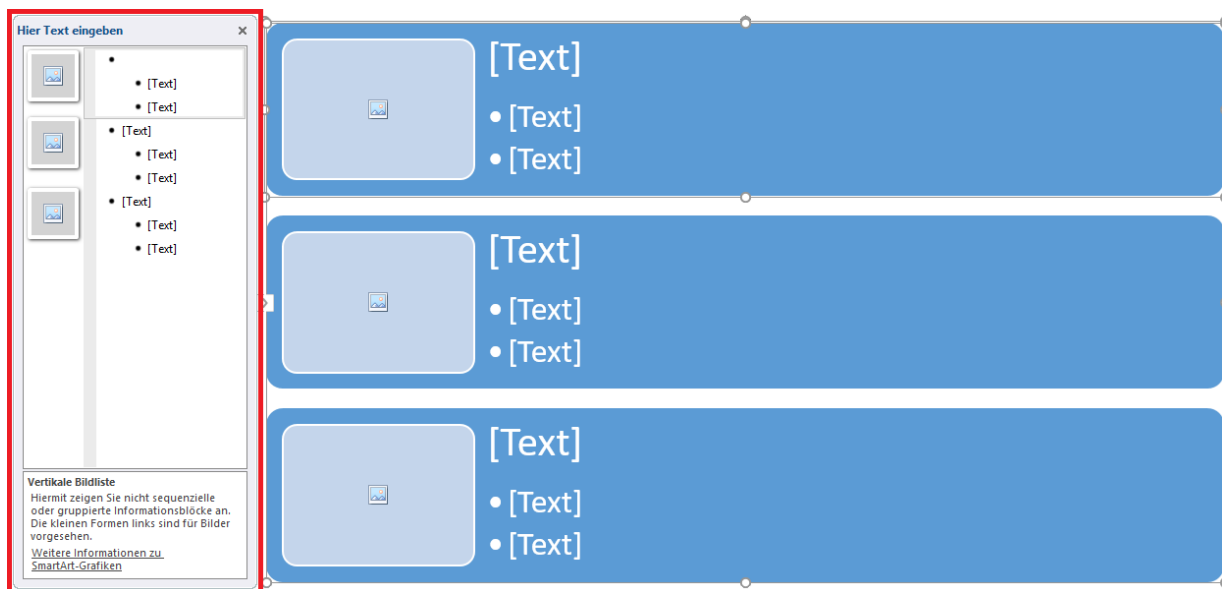 Hier Text eingeben
[Text]
[Text]
[Text]
[Text]
[Text]
[Text]
[Text]
[Text]
Vertikale Bildliste
Hiermit zeigen Sie nicht sequenzielle
oder gruppierte Informationsblöcke an.
Die kleinen Formen links sind für Bilder
vorgesehen.
Weitere Informationen zu
SmartArt-Grafiken
[Text]
• [Text]
• [Text]
[Text]
• [Text]
• [Text]
[Text]
• [Text]
• [Text]